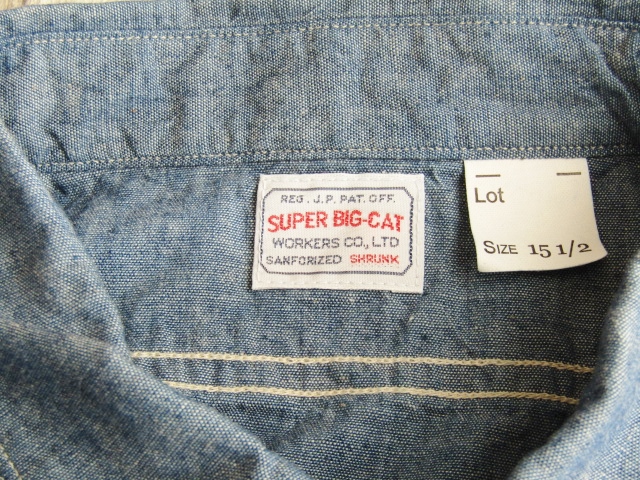 REG. J.P. PAT. OFF.
SUPER BIG-CAT
WORKERS CO., LTD
SANFORIZED SHRUNK
Lot
SIZE 15 1/2